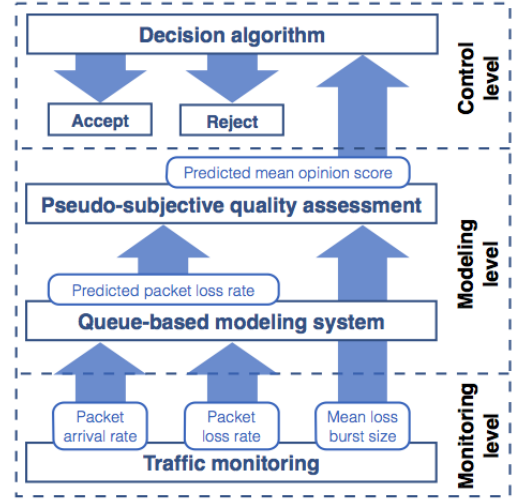 Decision algorithm
Accept
Reject
Control
level
Predicted mean opinion score
Pseudo-subjective quality assessment
Predicted packet loss rate
Queue-based modeling system
Modeling
level
Packet
arrival rate
Packet
loss rate
Mean loss
burst size
Traffic monitoring
Monitoring
level